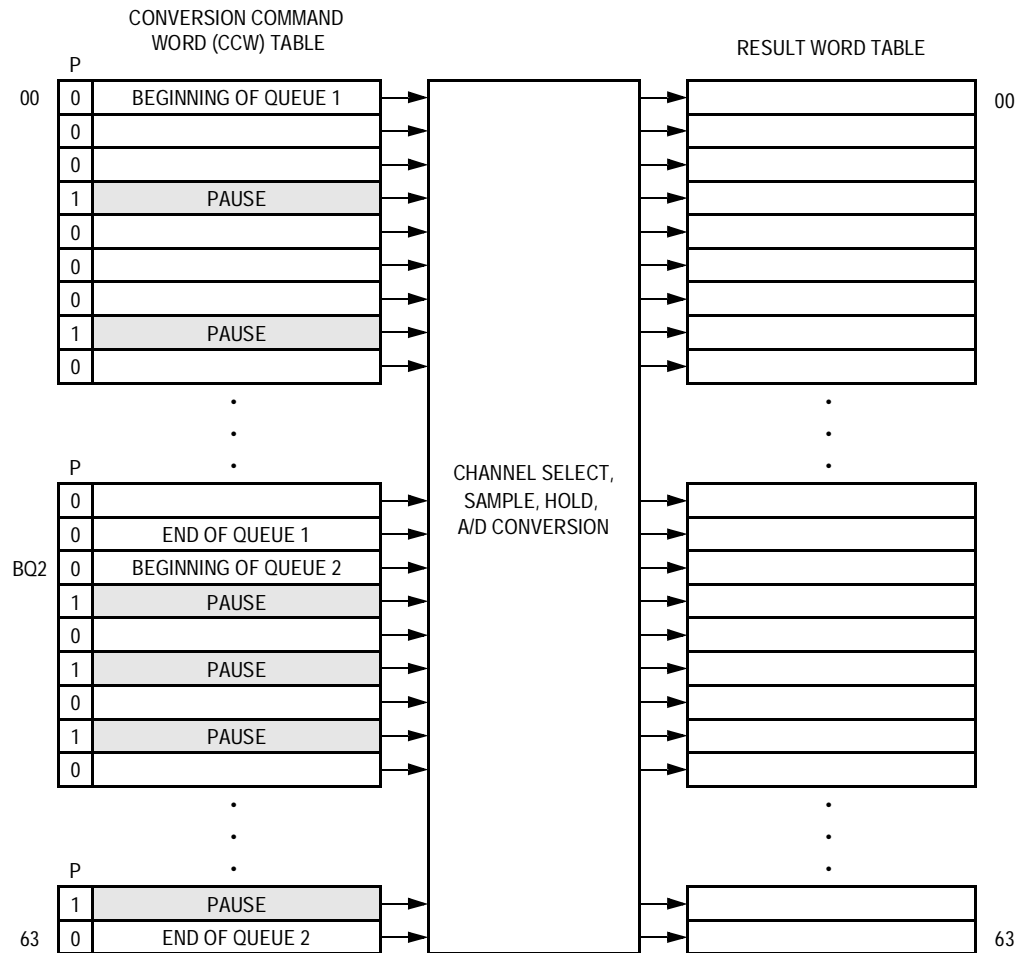 CONVERSION COMMAND
WORD (CCW) TABLE
RESULT WORD TABLE
P
00 0 BEGINNING OF QUEUE 1 00
0
0
1 PAUSE
0
0
0
1 PAUSE
0
P
0
0 END OF QUEUE 1
BQ2 0 BEGINNING OF QUEUE 2
1 PAUSE
0
1 PAUSE
0
1 PAUSE
0
CHANNEL SELECT,
SAMPLE, HOLD,
A/D CONVERSION
P
1 PAUSE
63 0 END OF QUEUE 2 63